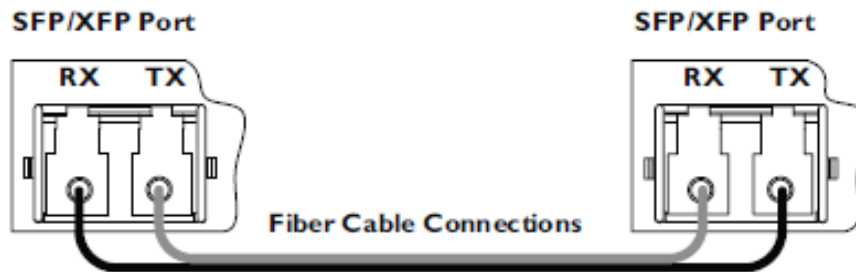 SFP/XFP Port SFP/XFP Port
RX TX RX TX
Fiber Cable Connections